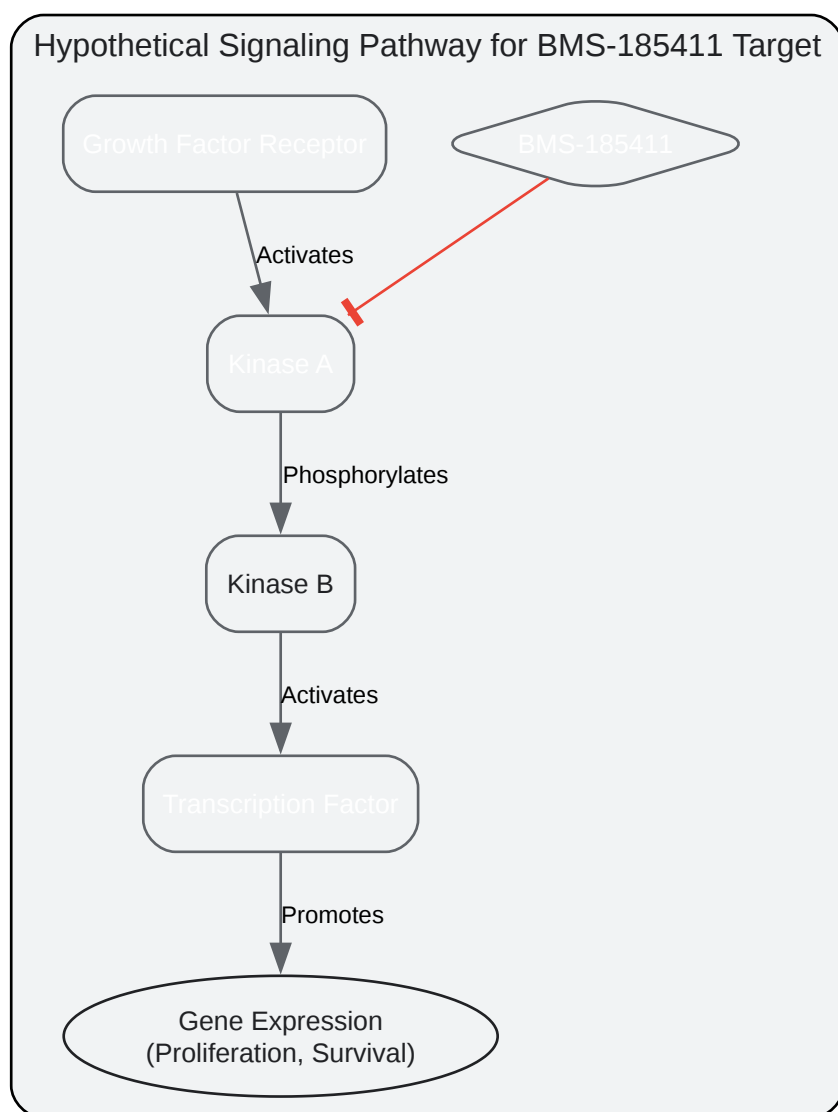 Hypothetical Signaling Pathway for BMS-185411 Target
Growth Factor Receptor
BMS-185411
Activates
Kinase A
Phosphorylates
Kinase B
Activates
Transcription Factor
Promotes
Gene Expression
(Proliferation, Survival)